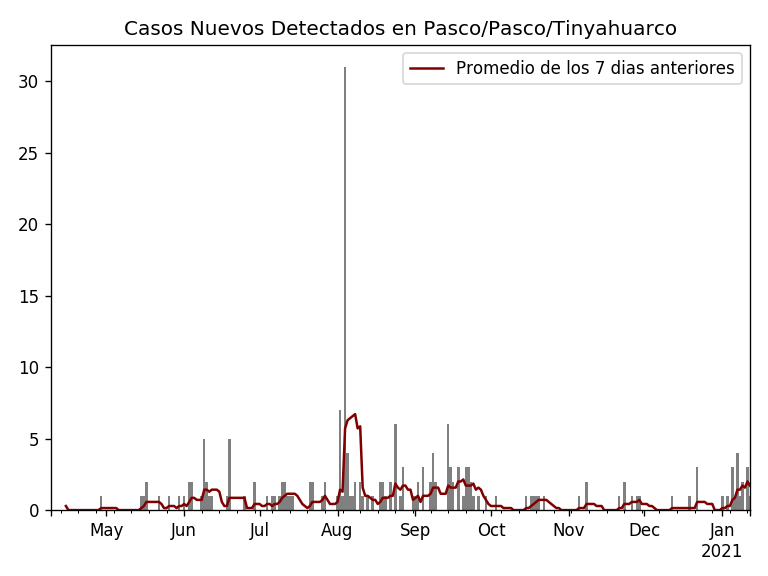 Casos Nuevos Detectados en Pasco/Pasco/Tinyahuarco
Promedio de los 7 dias anteriores
30
25
20
15
10
5
0
May Jun Jul Aug Sep Oct Nov Dec Jan
2021